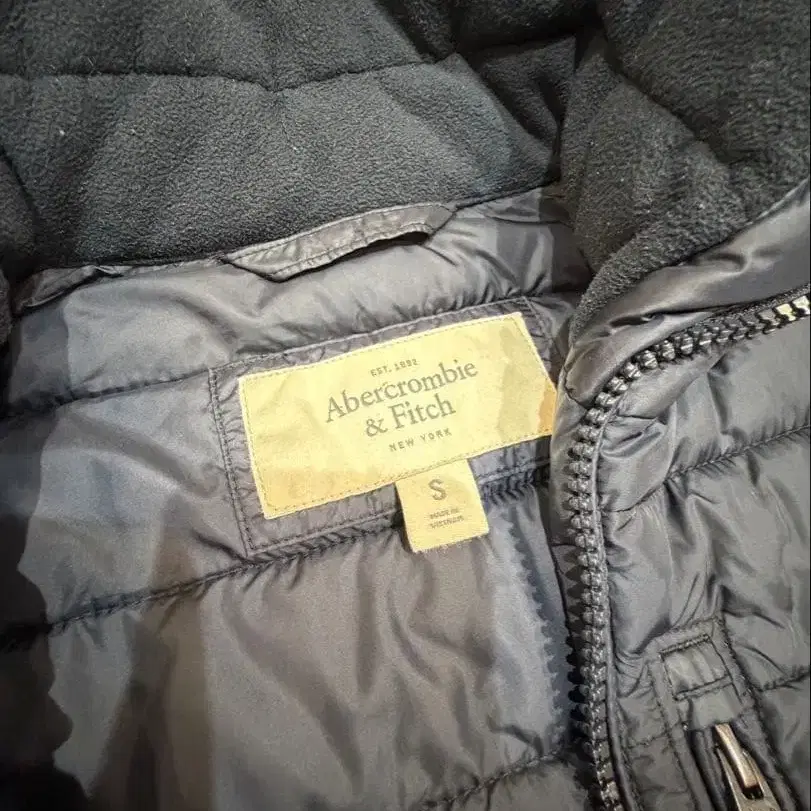 EST. 1892
Abercrombie
& Fitch
NEW YORK
S
MADE IN
VIETNAM